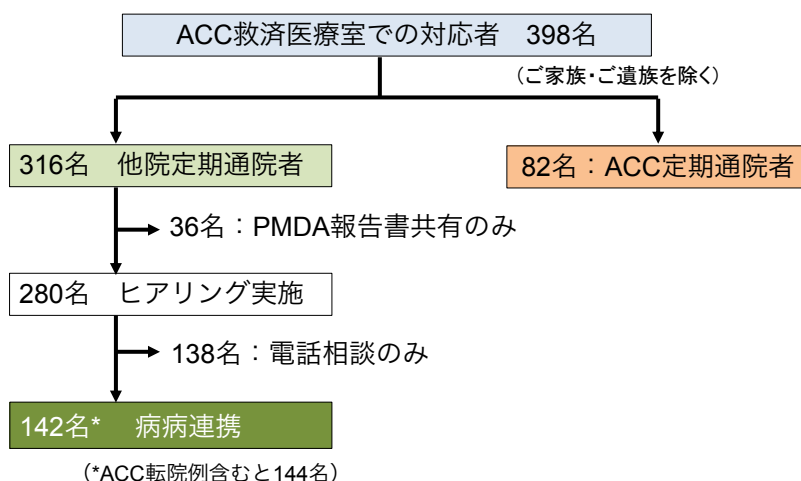 ACC救済医療室での対応者 398名
(ご家族・ご遺族を除く)
316名 他院定期通院者
82名：ACC定期通院者
36名：PMDA報告書共有のみ
280名 ヒアリング実施
138名：電話相談のみ
142名* 病病連携
(*ACC転院例含むと144名)